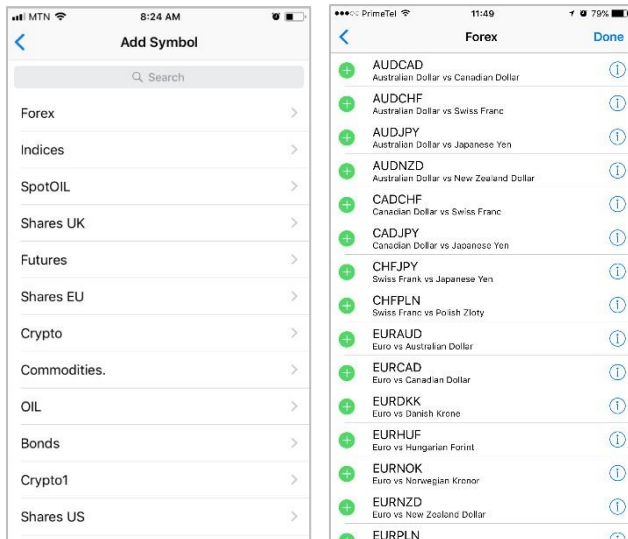 MTN 8:24 AM
Add Symbol
Search
Forex
Indices
SpotOIL
Shares UK
Futures
Shares EU
Crypto
Commodities.
OIL
Bonds
Crypto1
Shares US
PrimeTel 11:49 79%
Forex Done
AUDCAD
Australian Dollar vs Canadian Dollar
AUDCHF
Australian Dollar vs Swiss Franc
AUDJPY
Australian Dollar vs Japanese Yen
AUDNZD
Australian Dollar vs New Zealand Dollar
CADCHF
Canadian Dollar vs Swiss Franc
CADJPY
Canadian Dollar vs Japanese Yen
CHFJPY
Swiss Frank vs Japanese Yen
CHFPLN
Swiss Franc vs Polish Zloty
EURAUD
Euro vs Australian Dollar
EURCAD
Euro vs Canadian Dollar
EURDKK
Euro vs Danish Krone
EURHUF
Euro vs Hungarian Forint
EURNOK
Euro vs Norwegian Kronor
EURNZD
Euro vs New Zealand Dollar
EURPLN